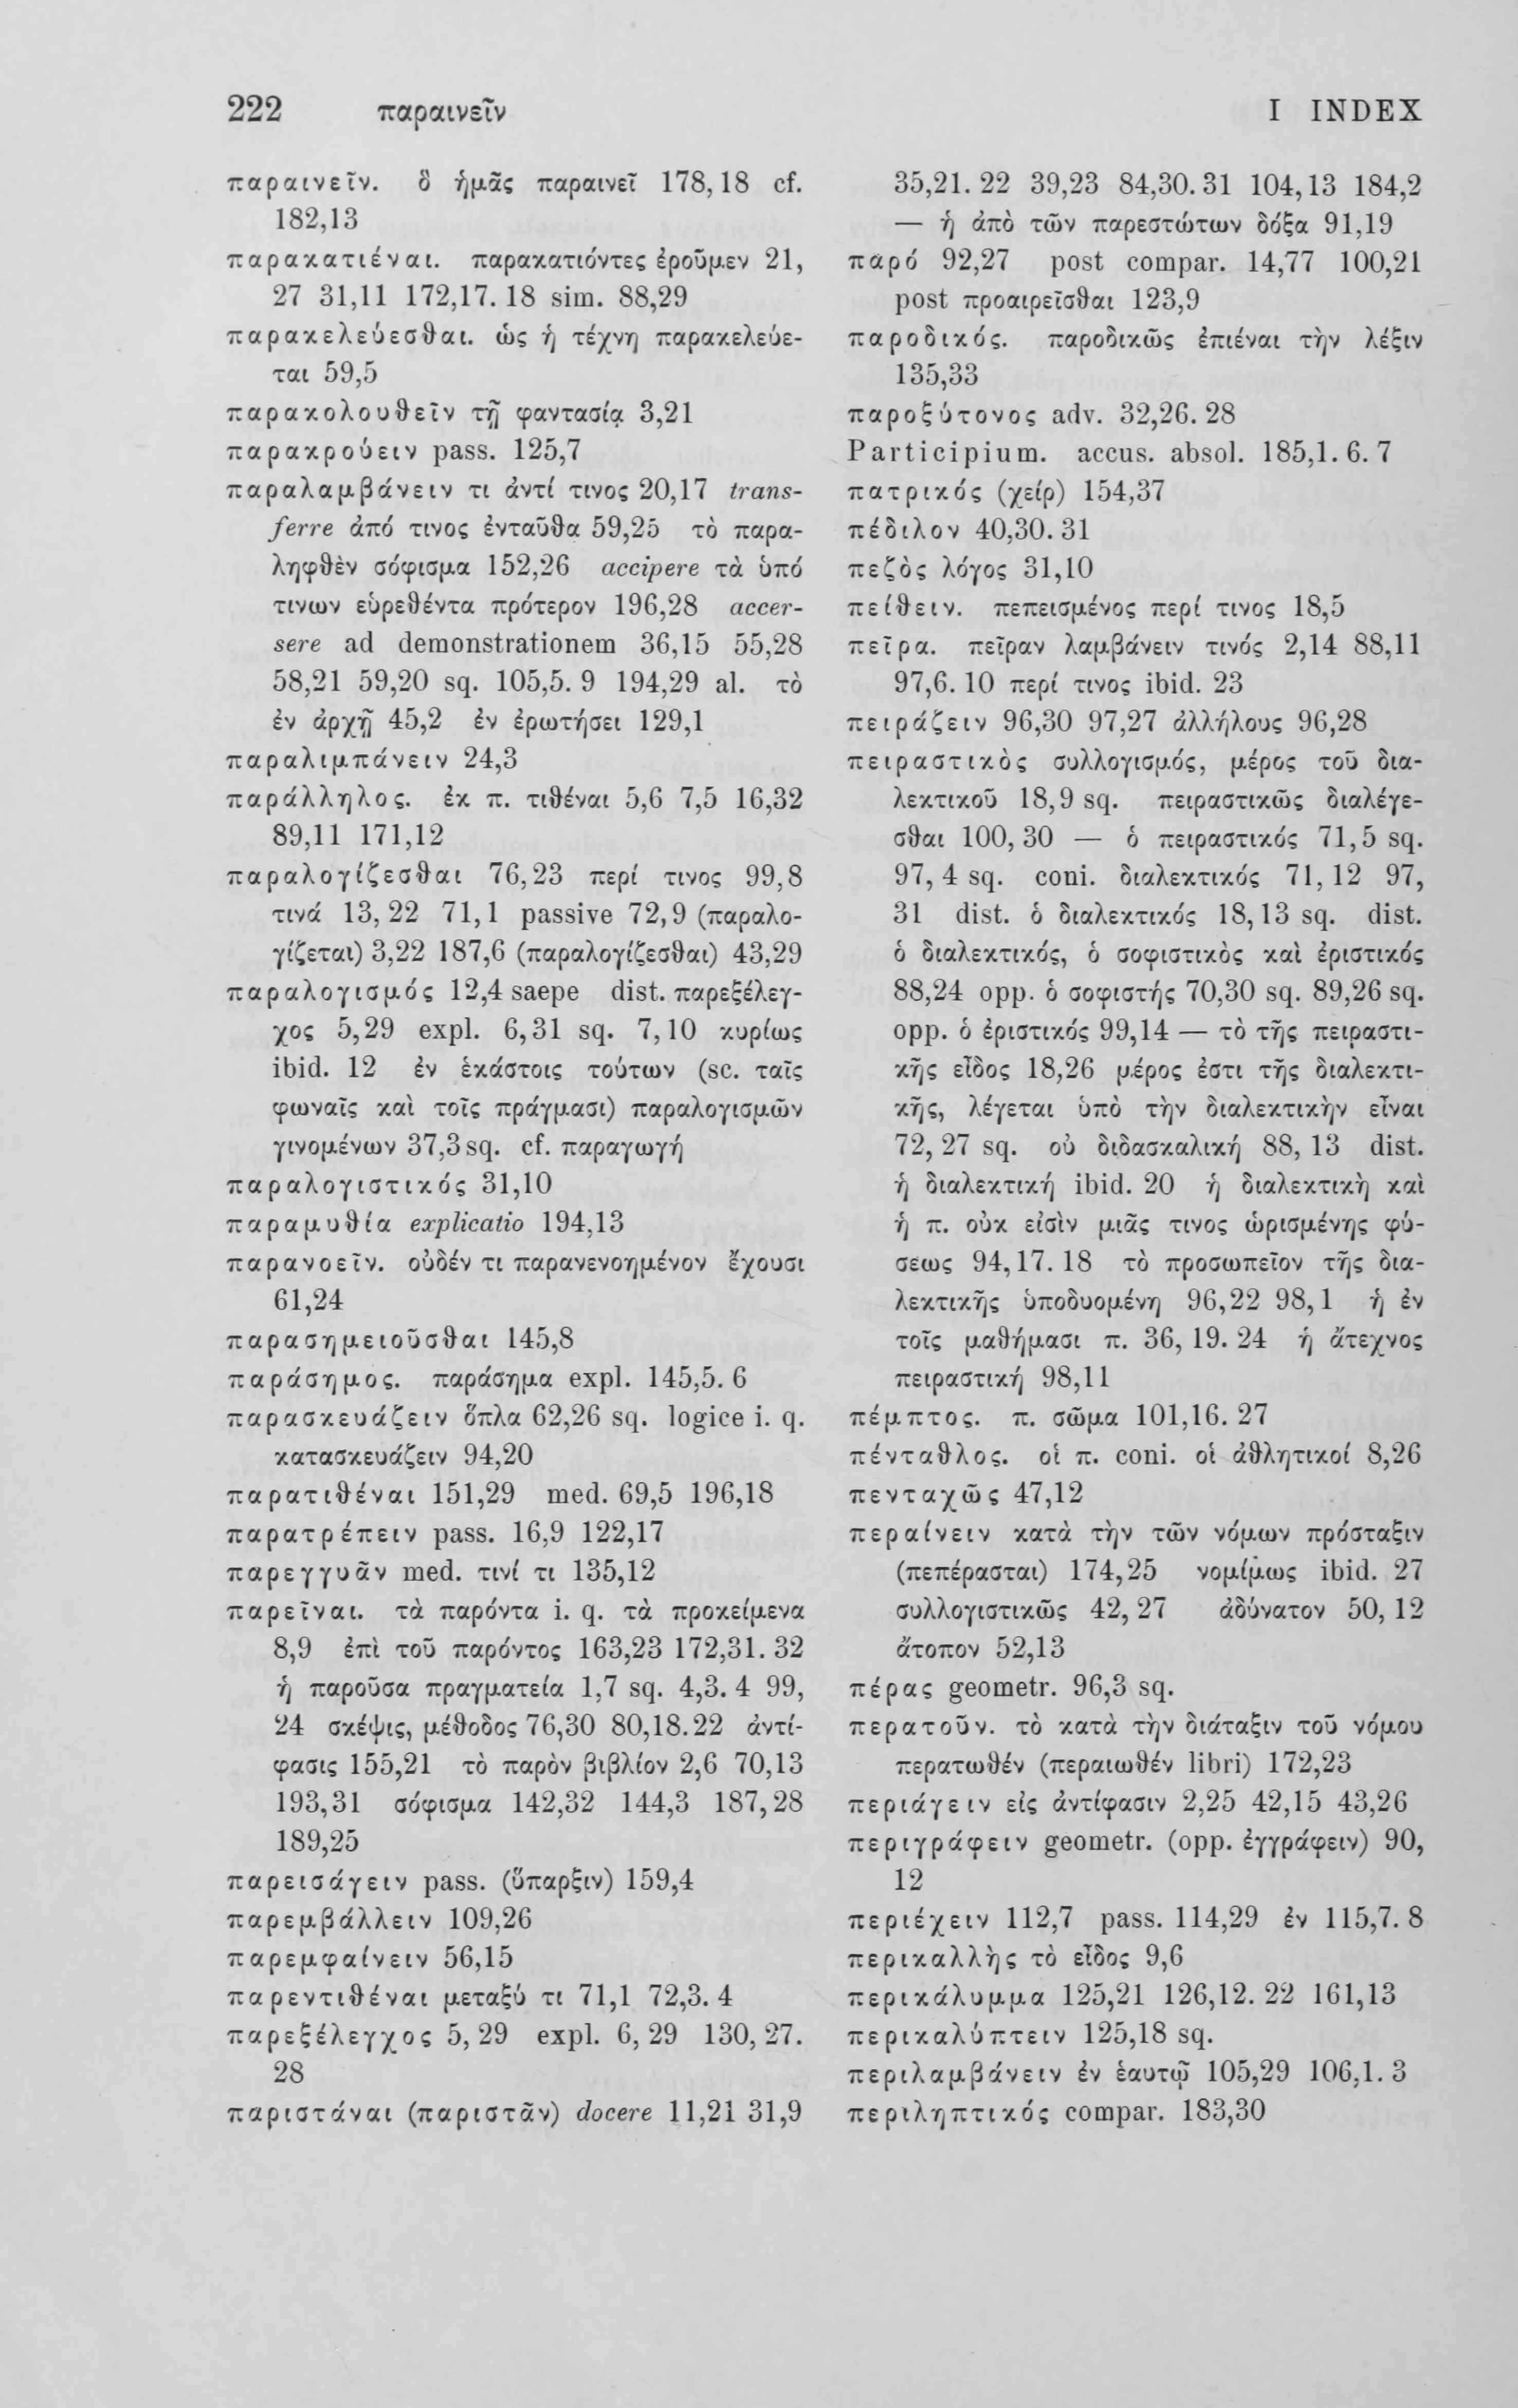 222 παραινεῖν I INDEX
παραινεῖν. ὃ ἡμᾶς παραινεῖ 178,18 cf.
182,13
παρακατιέναι. παρακατιόντες ἐροῦμεν 21,
27 31,11 172,17. 18 sim. 88,29
παρακελεύεσθαι. ὡς ἡ τέχνη παρακελεύε-
ται 59,5
παρακολουθεῖν τῇ φαντασίᾳ 3,21
παρακρούειν pass. 125,7
παραλαμβάνειν τι ἀντί τινος 20,17 trans-
ferre ἀπό τινος ἐνταῦθα 59,25 τὸ παρα-
ληφθὲν σόφισμα 152,26 accipere τὰ ὑπό
τινων εὑρεθέντα πρότερον 196,28 accer-
sere ad demonstrationem 36,15 55,28
58,21 59,20 sq. 105,5. 9 194,29 al. τὸ
ἐν ἀρχῇ 45,2 ἐν ἐρωτήσει 129,1
παραλιμπάνειν 24,3
παράλληλος. ἐκ π. τιθέναι 5,6 7,5 16,32
89,11 171,12
παραλογίζεσθαι 76,23 περί τινος 99,8
τινά 13,22 71,1 passive 72,9 (παραλο-
γίζεται) 3,22 187,6 (παραλογίζεσθαι) 43,29
παραλογισμός 12,4 saepe dist. παρεξέλεγ-
χος 5,29 expl. 6,31 sq. 7,10 κυρίως
ibid. 12 ἐν ἑκάστοις τούτων (sc. ταῖς
φωναῖς καὶ τοῖς πράγμασι) παραλογισμῶν
γινομένων 37,3 sq. cf. παραγωγή
παραλογιστικός 31,10
παραμυθία explicatio 194,13
παρανοεῖν. οὐδέν τι παρανενοημένον ἔχουσι
61,24
παρασημειοῦσθαι 145,8
παράσημος. παράσημα expl. 145,5. 6
παρασκευάζειν ὅπλα 62,26 sq. logice i. q.
κατασκευάζειν 94,20
παρατιθέναι 151,29 med. 69,5 196,18
παρατρέπειν pass. 16,9 122,17
παρεγγυᾶν med. τινί τι 135,12
παρεῖναι. τὰ παρόντα i. q. τὰ προκείμενα
8,9 ἐπὶ τοῦ παρόντος 163,23 172,31. 32
ἡ παροῦσα πραγματεία 1,7 sq. 4,3. 4 99,
24 σκέψις, μέθοδος 76,30 80,18. 22 ἀντί-
φασις 155,21 τὸ παρὸν βιβλίον 2,6 70,13
193,31 σόφισμα 142,32 144,3 187,28
189,25
παρεισάγειν pass. (ὕπαρξιν) 159,4
παρεμβάλλειν 109,26
παρεμφαίνειν 56,15
παρεντιθέναι μεταξύ τι 71,1 72,3. 4
παρεξέλεγχος 5,29 expl. 6,29 130,27.
28
παριστάναι (παριστᾶν) docere 11,21 31,9
35,21. 22 39,23 84,30. 31 104,13 184,2
— ἡ ἀπὸ τῶν παρεστώτων δόξα 91,19
παρό 92,27 post compar. 14,77 100,21
post προαιρεῖσθαι 123,9
παροδικός. παροδικῶς ἐπιέναι τὴν λέξιν
135,33
παροξύτονος adv. 32,26. 28
Participium. accus. absol. 185,1. 6. 7
πατρικός (χείρ) 154,37
πέδιλον 40,30. 31
πεζὸς λόγος 31,10
πείθειν. πεπεισμένος περί τινος 18,5
πεῖρα. πεῖραν λαμβάνειν τινός 2,14 88,11
97,6. 10 περί τινος ibid. 23
πειράζειν 96,30 97,27 ἀλλήλους 96,28
πειραστικὸς συλλογισμός, μέρος τοῦ δια-
λεκτικοῦ 18,9 sq. πειραστικῶς διαλέγε-
σθαι 100,30 — ὁ πειραστικός 71,5 sq.
97,4 sq. coni. διαλεκτικός 71,12 97,
31 dist. ὁ διαλεκτικός 18,13 sq. dist.
ὁ διαλεκτικός, ὁ σοφιστικὸς καὶ ἐριστικός
88,24 opp. ὁ σοφιστής 70,30 sq. 89,26 sq.
opp. ὁ ἐριστικός 99,14 — τὸ τῆς πειραστι-
κῆς εἶδος 18,26 μέρος ἐστι τῆς διαλεκτι-
κῆς, λέγεται ὑπὸ τὴν διαλεκτικὴν εἶναι
72,27 sq. οὐ διδασκαλική 88,13 dist.
ἡ διαλεκτική ibid. 20 ἡ διαλεκτικὴ καὶ
ἡ π. οὐκ εἰσὶν μιᾶς τινος ὡρισμένης φύ-
σεως 94,17. 18 τὸ προσωπεῖον τῆς δια-
λεκτικῆς ὑποδυομένη 96,22 98,1 ἡ ἐν
τοῖς μαθήμασι π. 36,19. 24 ἡ ἄτεχνος
πειραστική 98,11
πέμπτος. π. σῶμα 101,16. 27
πένταθλος. οἱ π. coni. οἱ ἀθλητικοί 8,26
πενταχῶς 47,12
περαίνειν κατὰ τὴν τῶν νόμων πρόσταξιν
(πεπέρασται) 174,25 νομίμως ibid. 27
συλλογιστικῶς 42,27 ἀδύνατον 50,12
ἄτοπον 52,13
πέρας geometr. 96,3 sq.
περατοῦν. τὸ κατὰ τὴν διάταξιν τοῦ νόμου
περατωθέν (περαιωθέν libri) 172,23
περιάγειν εἰς ἀντίφασιν 2,25 42,15 43,26
περιγράφειν geometr. (opp. ἐγγράφειν) 90,
12
περιέχειν 112,7 pass. 114,29 ἐν 115,7. 8
περικαλλὴς τὸ εἶδος 9,6
περικάλυμμα 125,21 126,12. 22 161,13
περικαλύπτειν 125,18 sq.
περιλαμβάνειν ἐν ἑαυτῷ 105,29 106,1. 3
περιληπτικός compar. 183,30